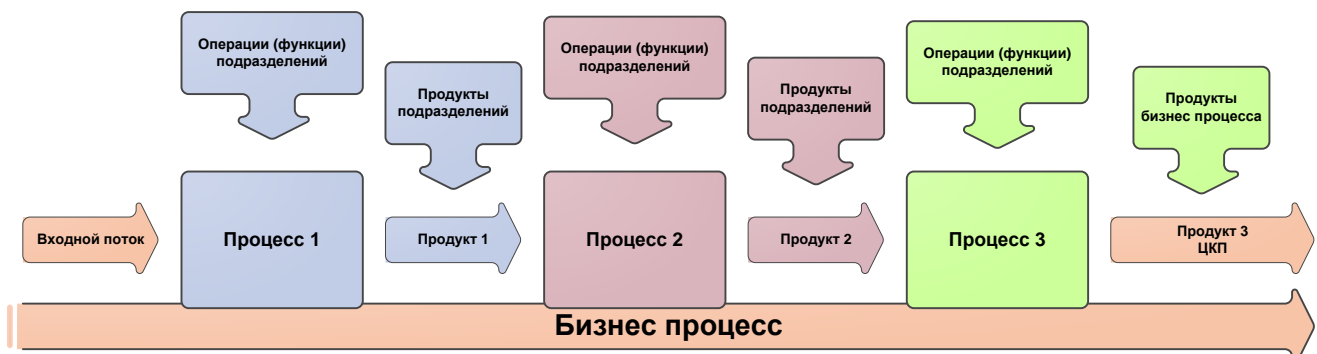 Операции (функции)
подразделений
Продукты
подразделений
Операции (функции)
подразделений
Продукты
подразделений
Операции (функции)
подразделений
Продукты
бизнес процесса
Входной поток
Процесс 1
Продукт 1
Процесс 2
Продукт 2
Процесс 3
Продукт 3
ЦКП
Бизнес процесс